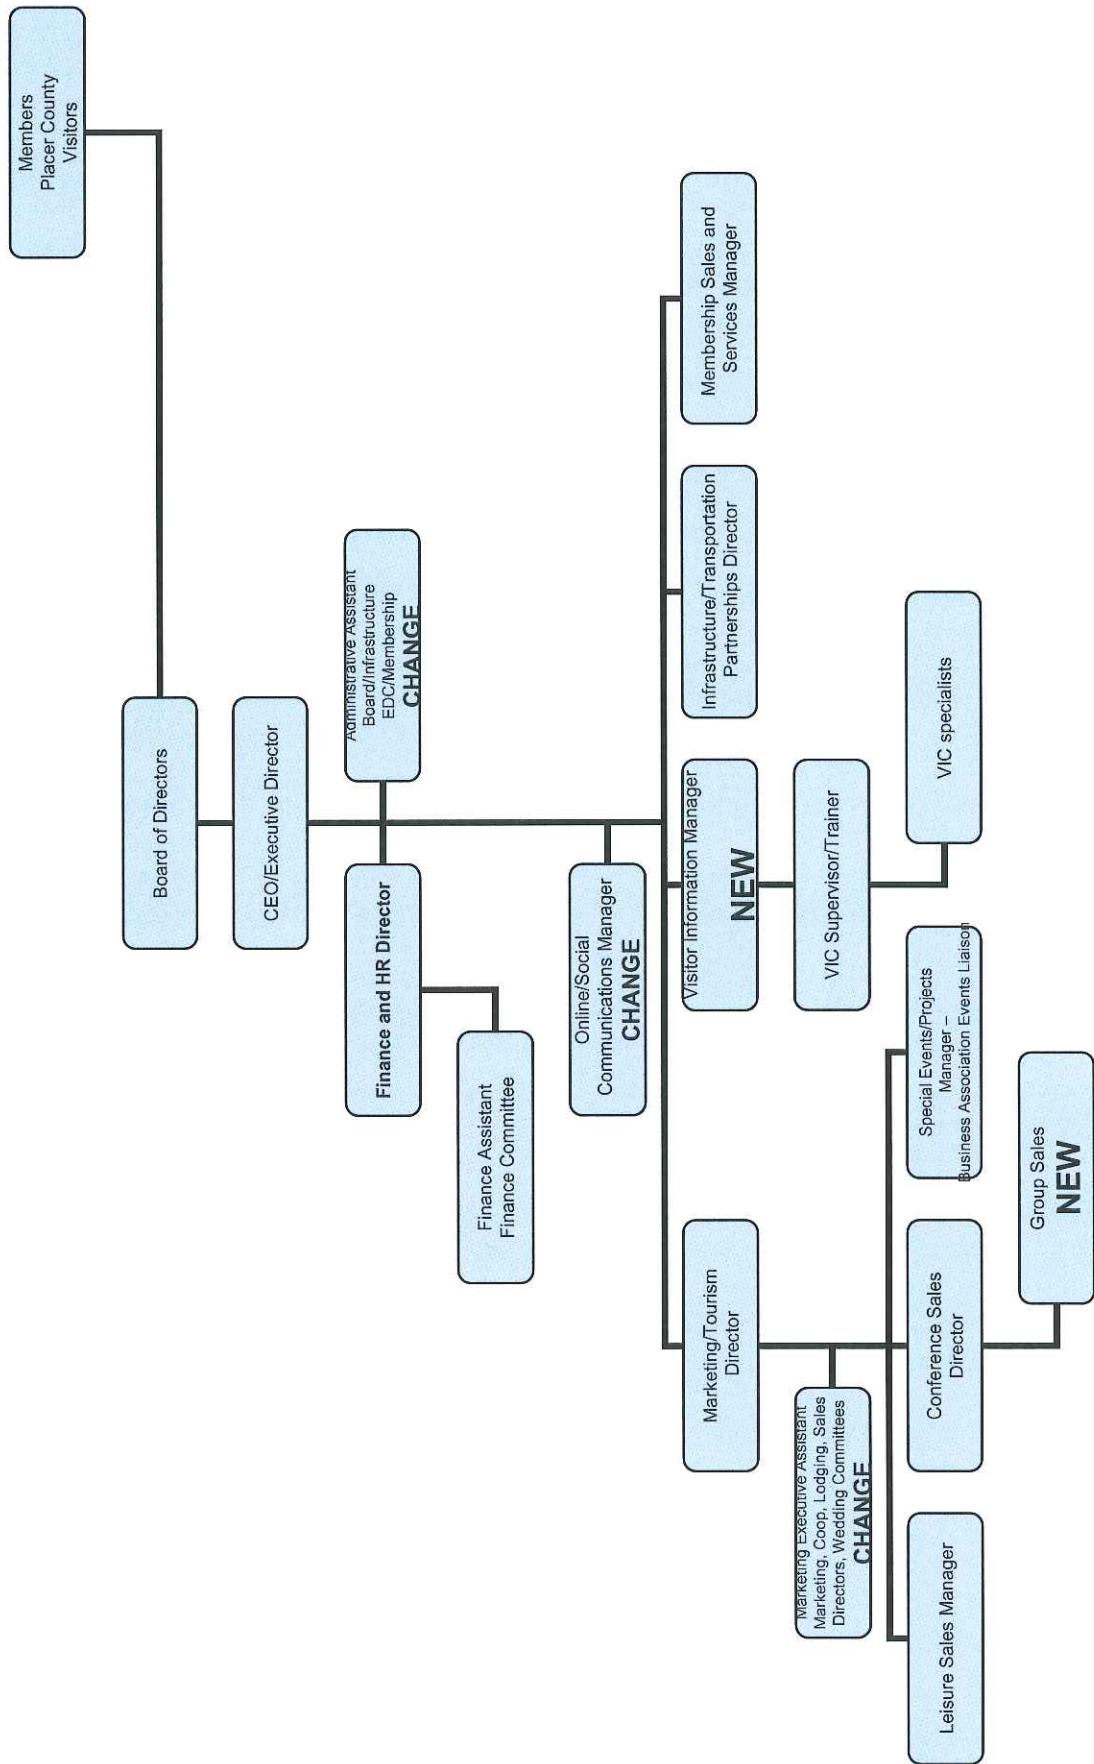 Members
Placer County
Visitors
Board of Directors
CEO/Executive Director
Finance and HR Director
Administrative Assistant
Board/Infrastructure
EDC/Membership
CHANGE
Finance Assistant
Finance Committee
Online/Social
Communications Manager
CHANGE
Marketing/Tourism
Director
Visitor Information Manager
NEW
Infrastructure/Transportation
Partnerships Director
Membership Sales and
Services Manager
Marketing Executive Assistant
Marketing, Coop, Lodging, Sales
Directors, Wedding Committees
CHANGE
VIC Supervisor/Trainer
Leisure Sales Manager
Conference Sales
Director
Special Events/Projects
Manager –
Business Association Events Liaison
VIC specialists
Group Sales
NEW